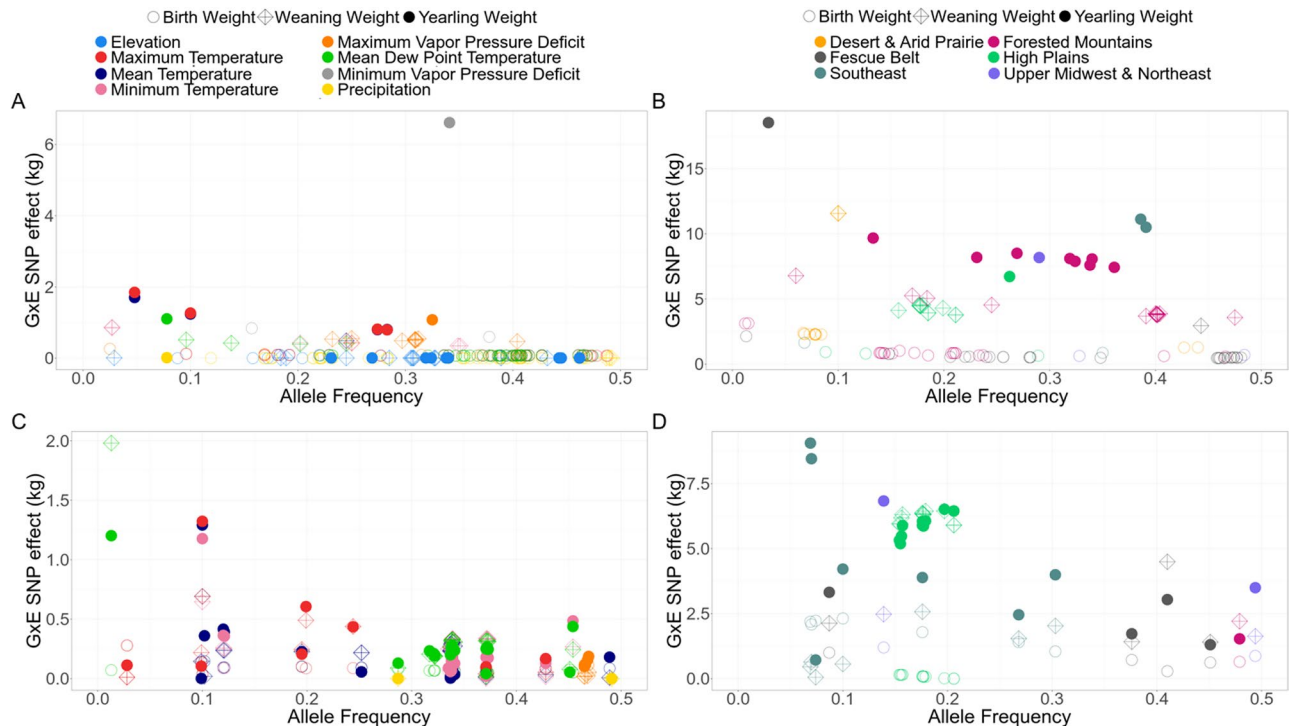 Birth Weight Weaning Weight Yearling Weight
Elevation Maximum Vapor Pressure Deficit
Maximum Temperature Mean Dew Point Temperature
Mean Temperature Minimum Vapor Pressure Deficit
Minimum Temperature Precipitation
A
GxE SNP effect (kg)
6
4
2
0
0.0 0.1 0.2 0.3 0.4 0.5
Allele Frequency
Birth Weight Weaning Weight Yearling Weight
Desert & Arid Prairie Forested Mountains
Fescue Belt High Plains
Southeast Upper Midwest & Northeast
B
GxE SNP effect (kg)
15
10
5
0
0.0 0.1 0.2 0.3 0.4 0.5
Allele Frequency
C
GxE SNP effect (kg)
2.0
1.5
1.0
0.5
0.0
0.0 0.1 0.2 0.3 0.4 0.5
Allele Frequency
D
GxE SNP effect (kg)
7.5
5.0
2.5
0.0
0.0 0.1 0.2 0.3 0.4 0.5
Allele Frequency